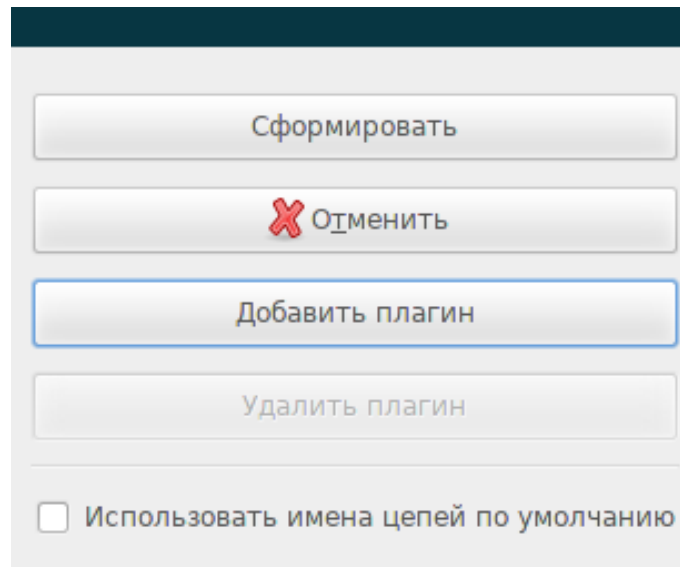 Сформировать
Отменить
Добавить плагин
Удалить плагин
Использовать имена цепей по умолчанию